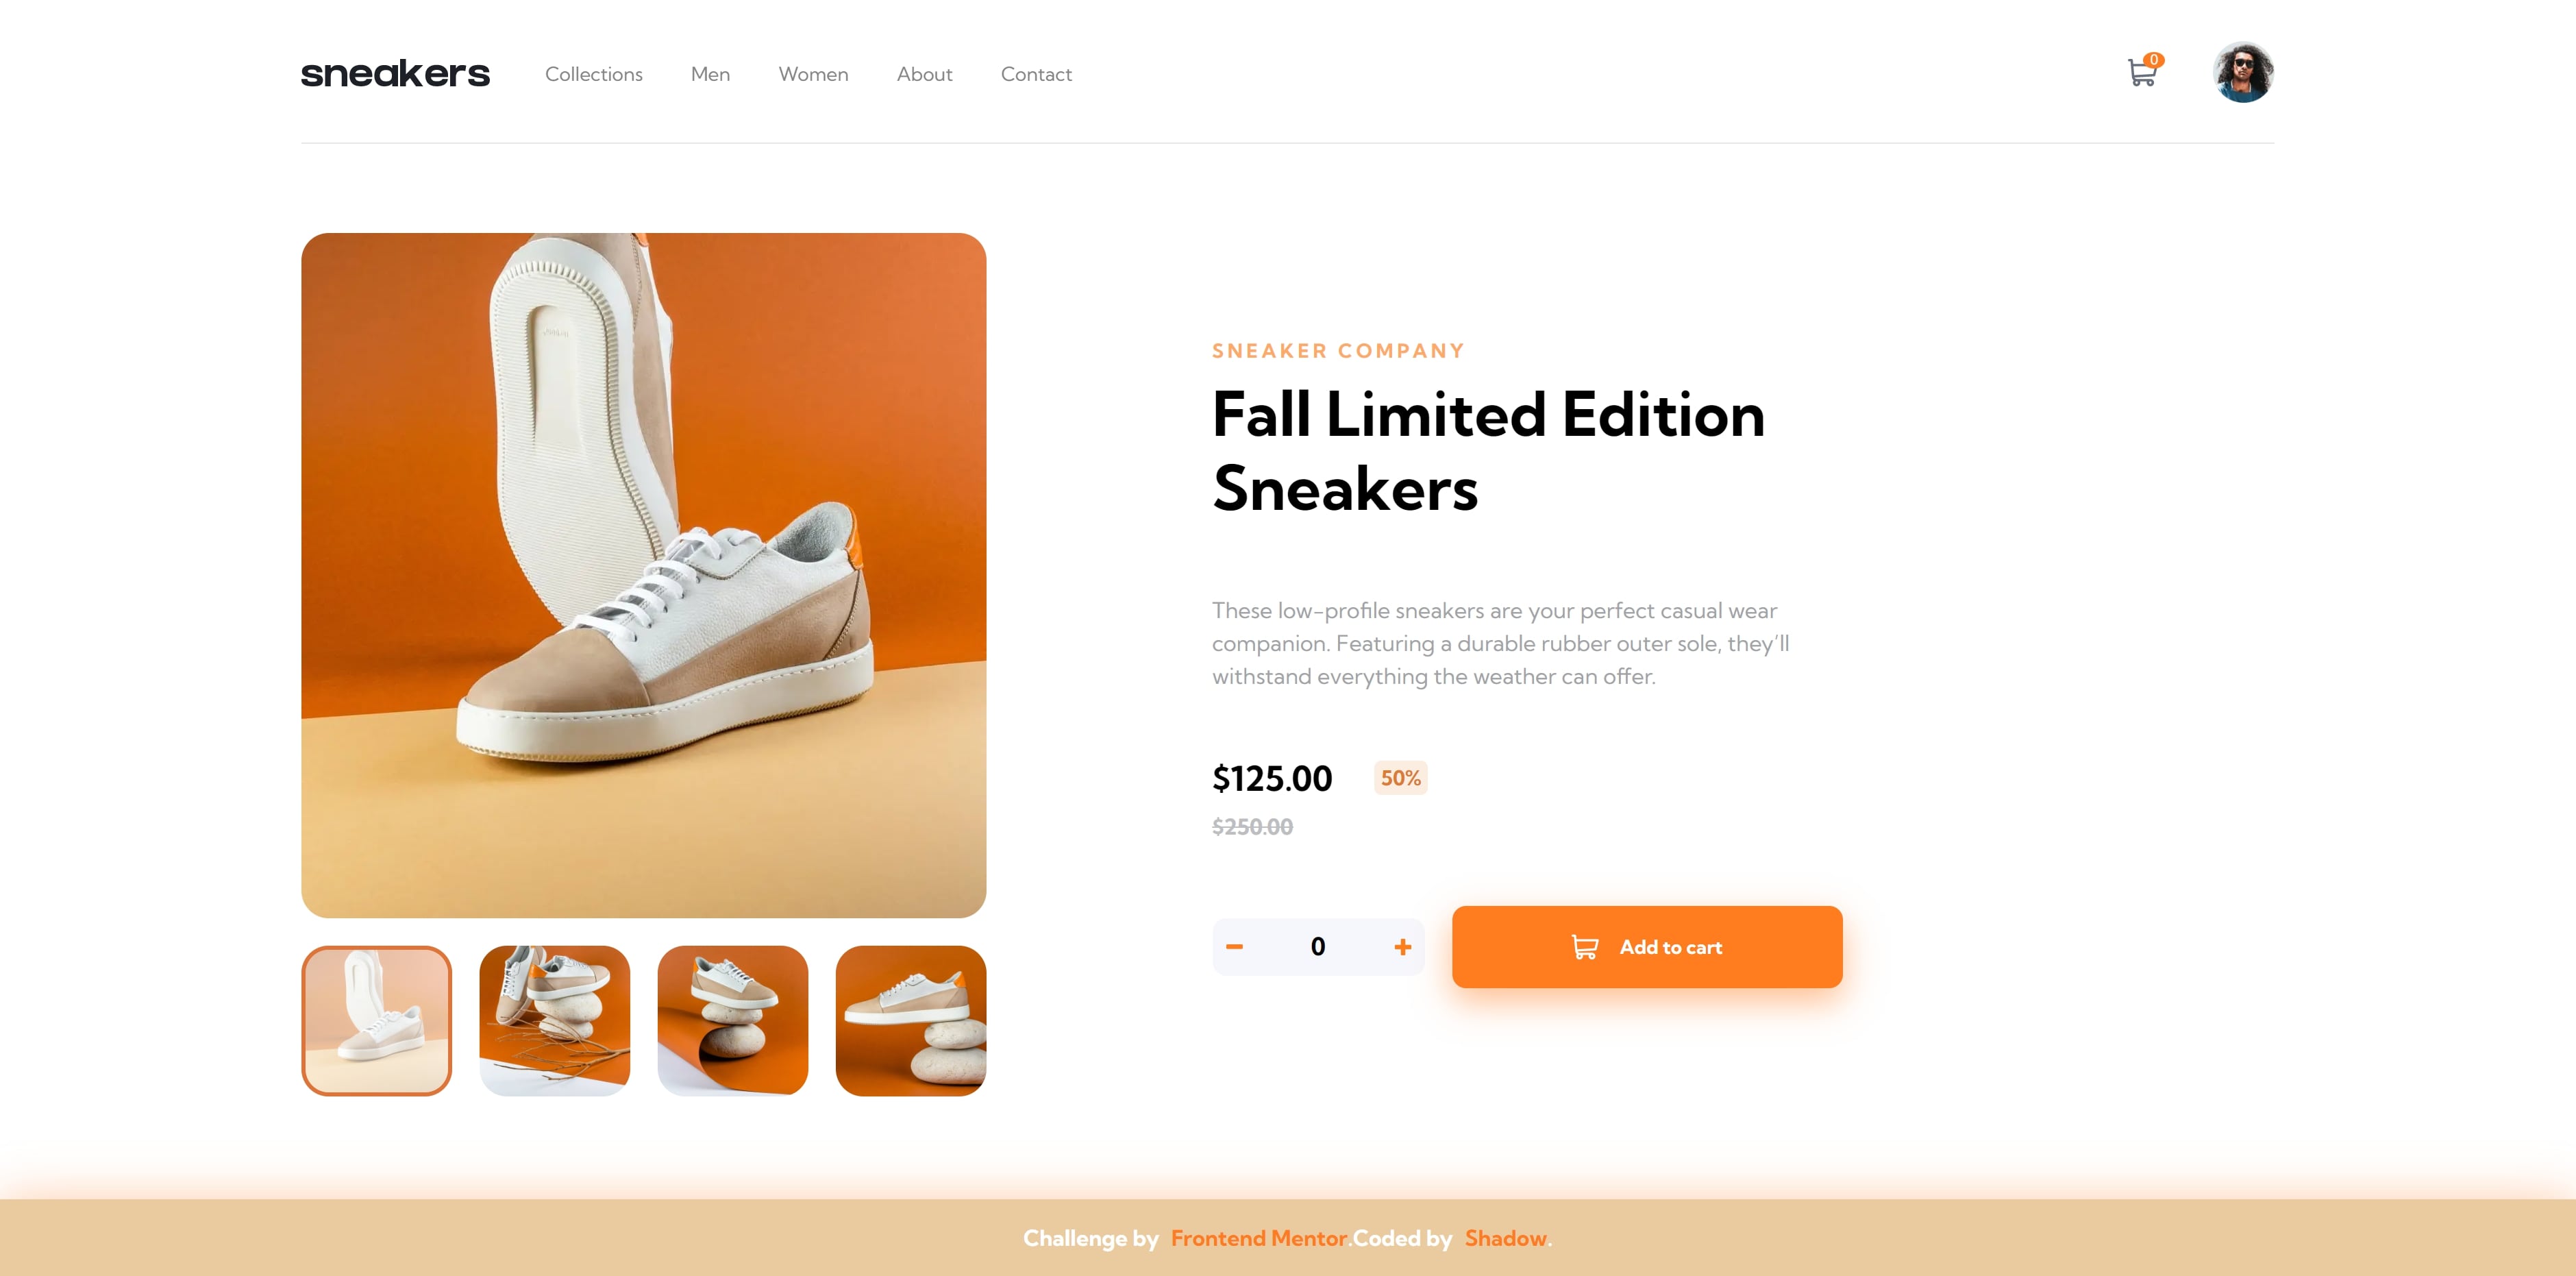 sneakers
Collections Men Women About Contact
0
SNEAKER COMPANY
Fall Limited Edition
Sneakers
These low-profile sneakers are your perfect casual wear
companion. Featuring a durable rubber outer sole, they’ll
withstand everything the weather can offer.
$125.00 50%
$250.00
0
Add to cart
Challenge by Frontend Mentor.Coded by Shadow.